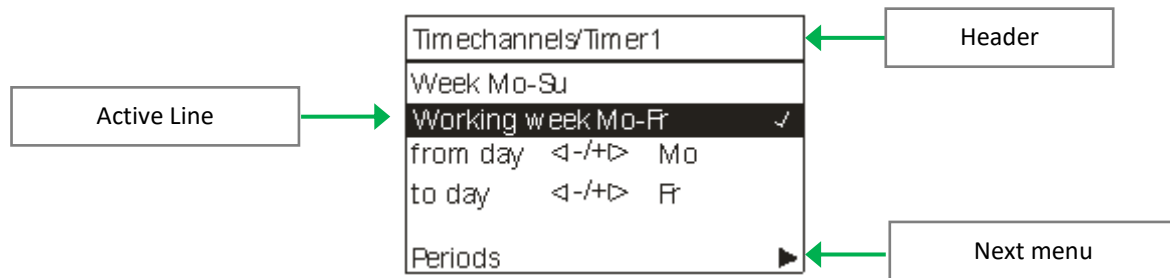 Timechannels/Timer1
Header
Week Mo-Su
Active Line
Working week Mo-Fr ✓
from day ◁-/+▷ Mo
to day ◁-/+▷ Fr
Periods ▶
Next menu